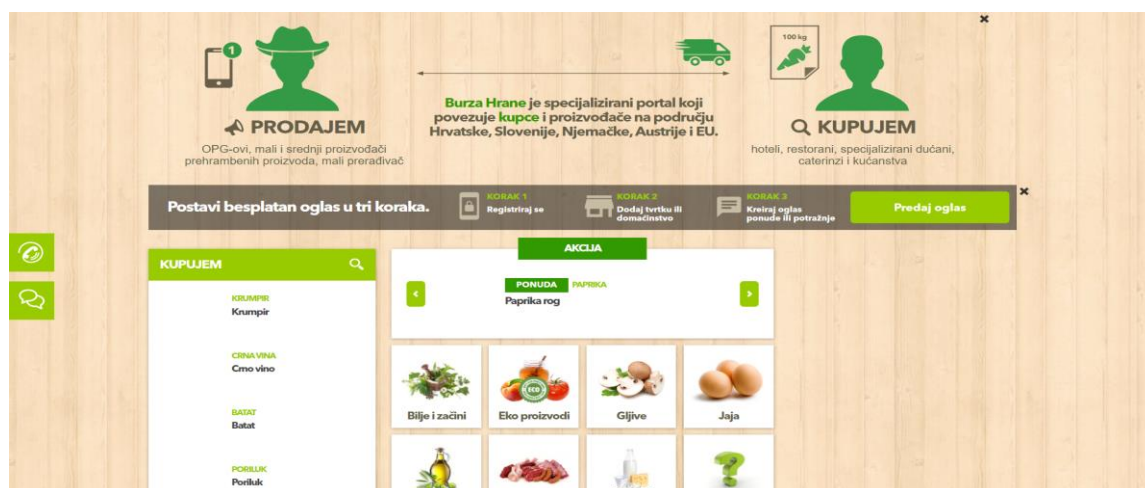 1
100 kg
PRODAJEM
OPG-ovi, mali i srednji proizvođači
prehrambenih proizvoda, mali prerađivač
Burza Hrane je specijalizirani portal koji
povezuje kupce i proizvođače na području
Hrvatske, Slovenije, Njemačke, Austrije i EU.
KUPUJEM
hoteli, restorani, specijalizirani dućani,
caterinzi i kućanstva
Postavi besplatan oglas u tri koraka.
KORAK 1
Registriraj se
KORAK 2
Dodaj tvrtku ili
domaćinstvo
KORAK 3
Kreiraj oglas
ponude ili potražnje
Predaj oglas
KUPUJEM
KRUMPIR
Krumpir
CRNA VINA
Crno vino
BATAT
Batat
PORILUK
Poriluk
AKCIJA
PONUDA PAPRIKA
Paprika rog
Bilje i začini
ECO
Eko proizvodi
Gljive
Jaja